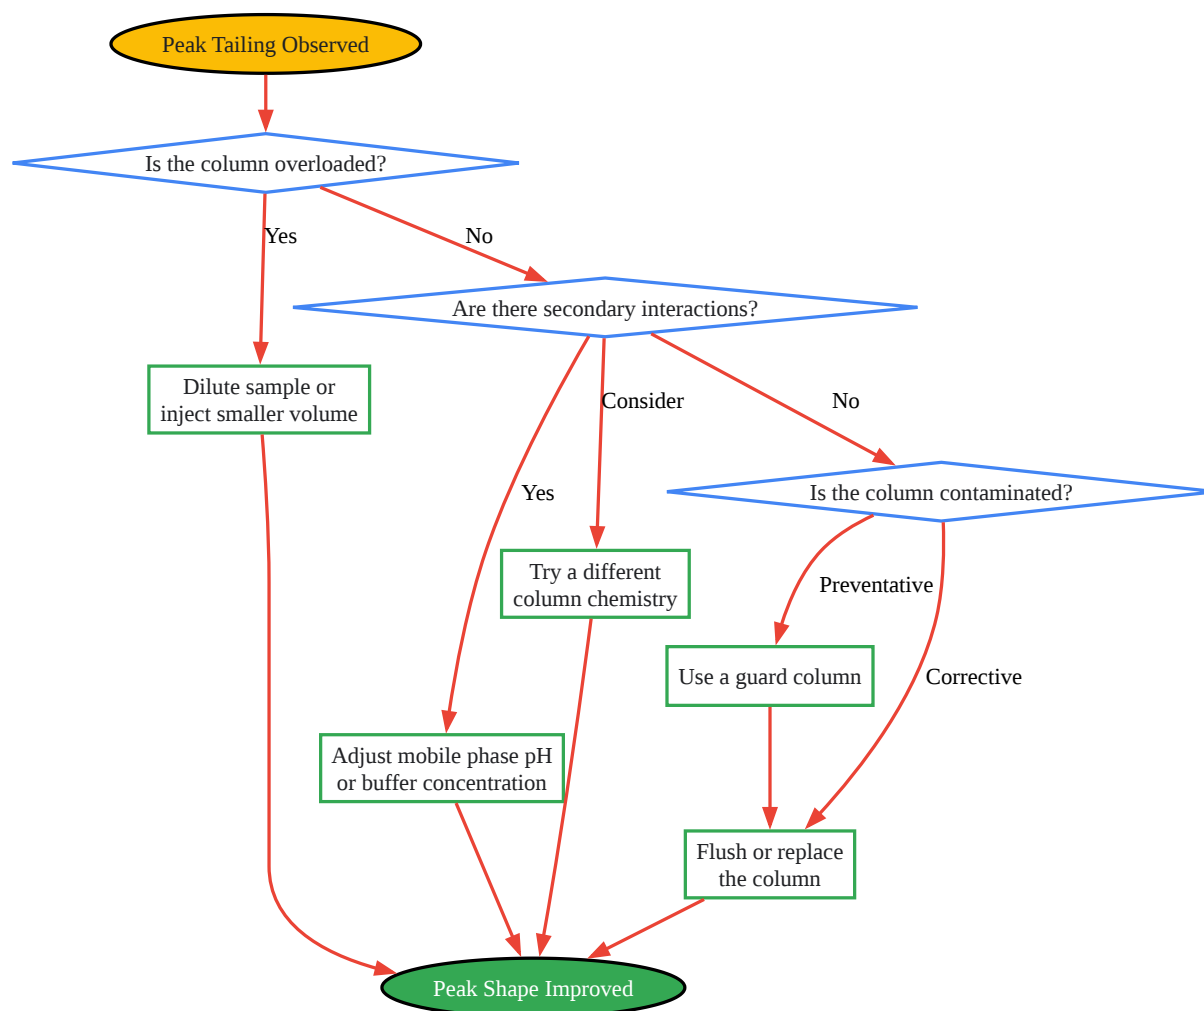 Peak Tailing Observed
Is the column overloaded?
Yes
No
Are there secondary interactions?
Dilute sample or
inject smaller volume
Consider
No
Yes
Is the column contaminated?
Try a different
column chemistry
Preventative
Use a guard column
Corrective
Adjust mobile phase pH
or buffer concentration
Flush or replace
the column
Peak Shape Improved